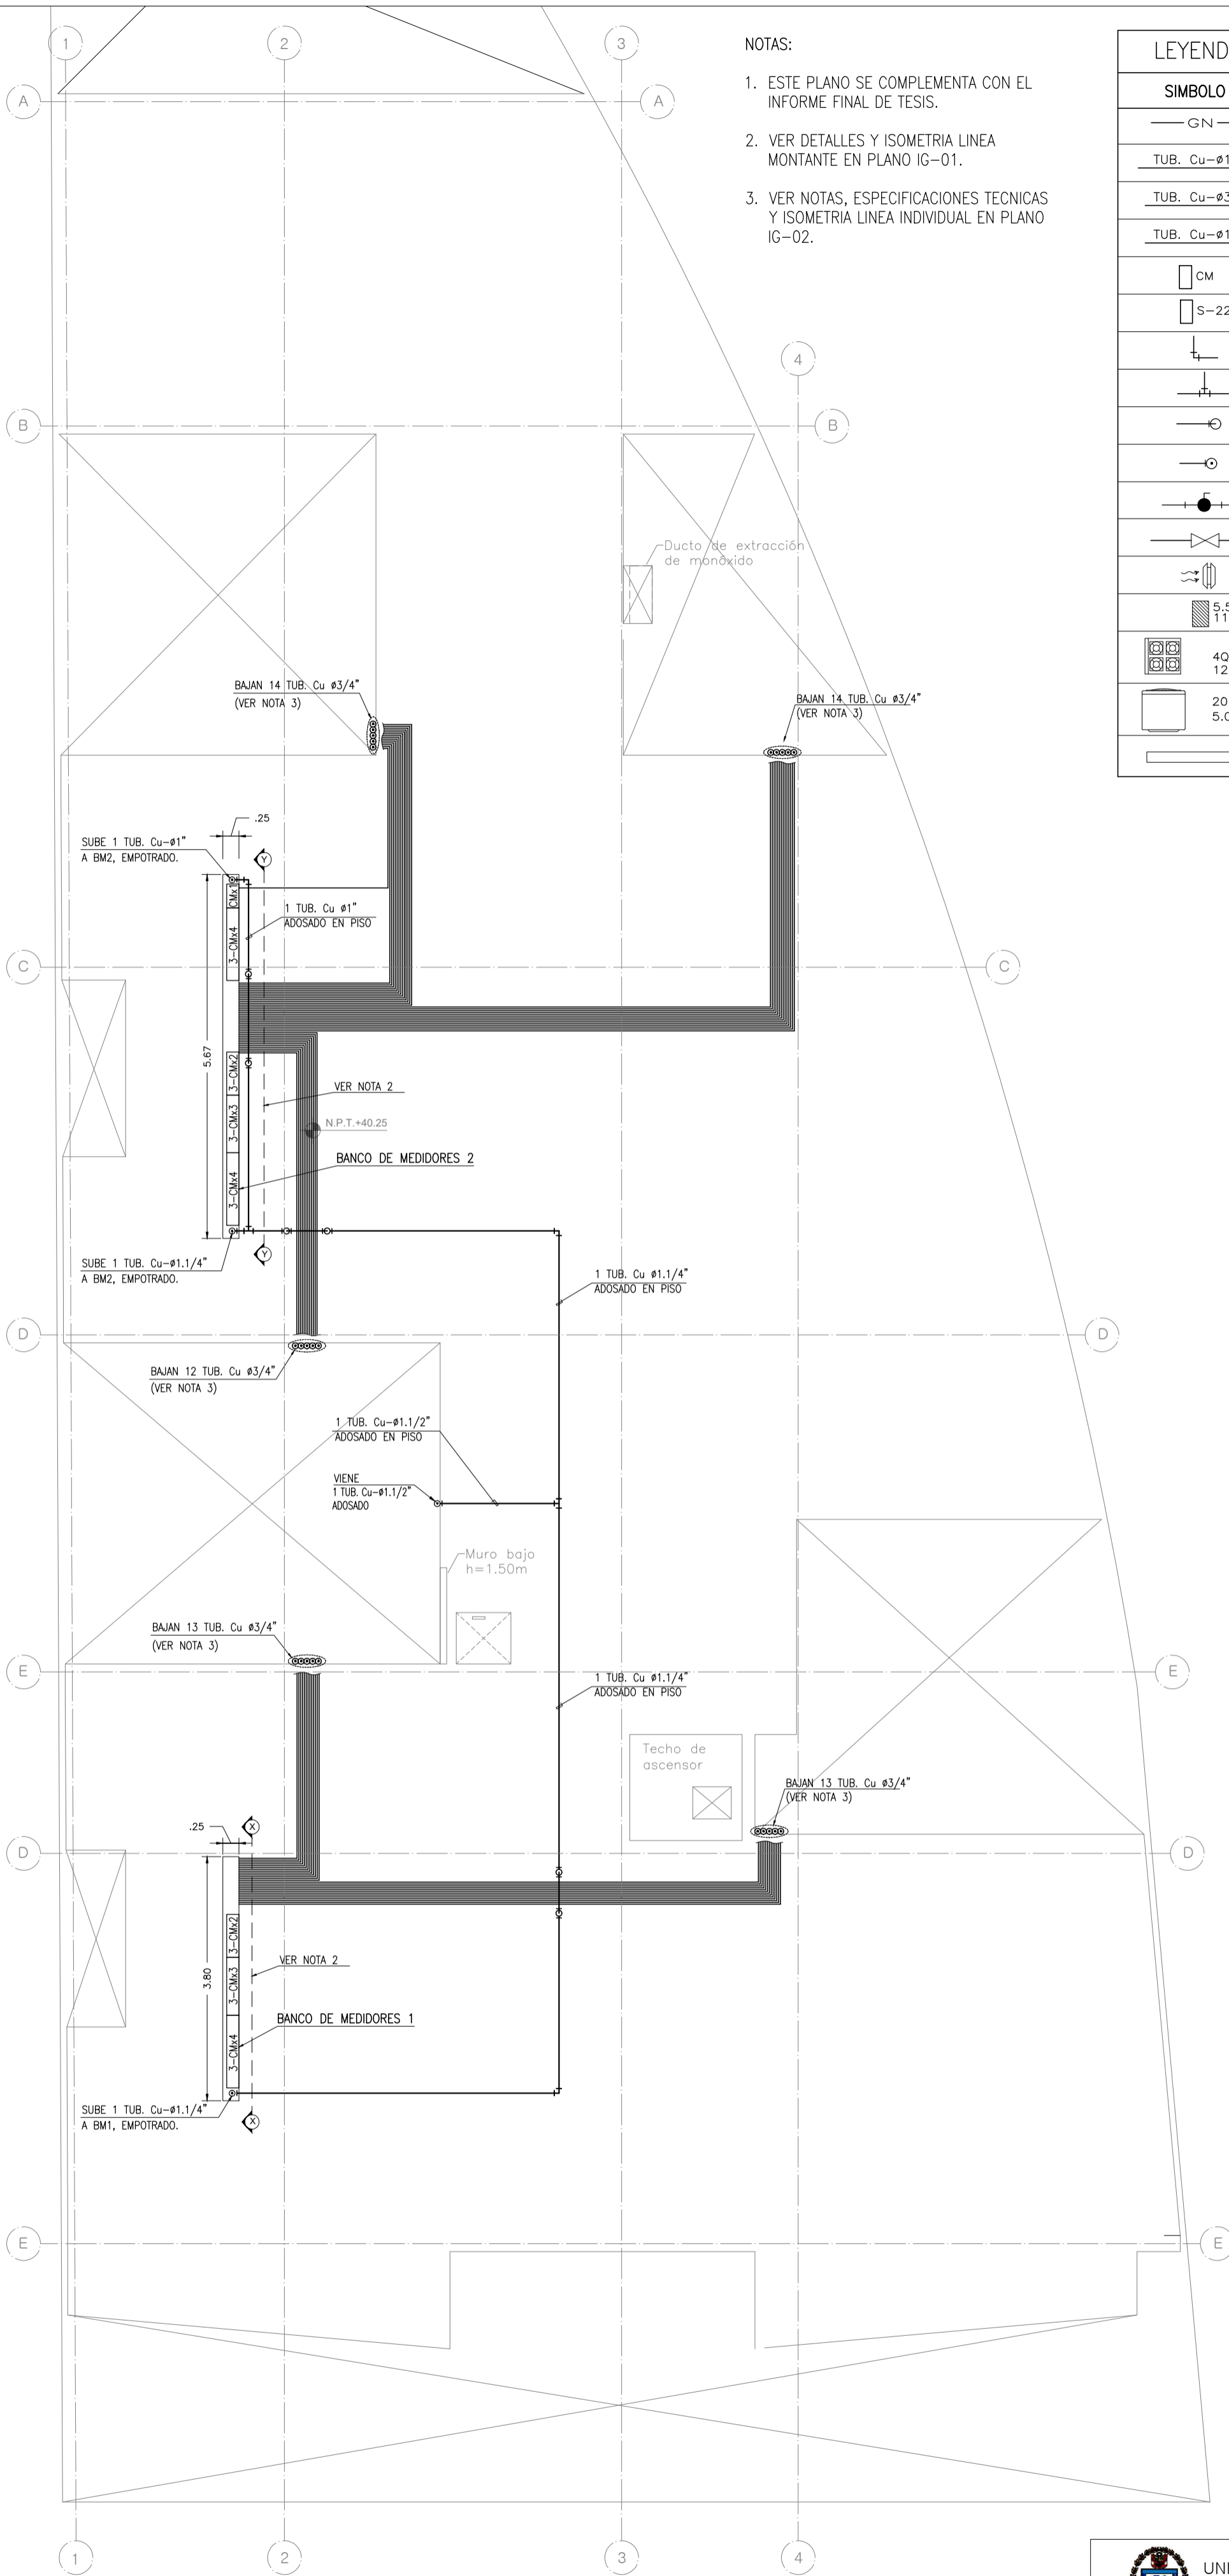 1
2
3
NOTAS:
1. ESTE PLANO SE COMPLEMENTA CON EL
INFORME FINAL DE TESIS.
2. VER DETALLES Y ISOMETRIA LINEA
MONTANTE EN PLANO IG-01.
3. VER NOTAS, ESPECIFICACIONES TECNICAS
Y ISOMETRIA LINEA INDIVIDUAL EN PLANO
IG-02.
LEYEND
SIMBOLO
GN
TUB. Cu-ø1
TUB. Cu-ø3
TUB. Cu-ø1
CM
S-22
5.5
11
4Q
12
20
5.0
A
A
4
B
B
Ducto de extracción
de monóxido
BAJAN 14 TUB. Cu ø3/4"
(VER NOTA 3)
BAJAN 14 TUB. Cu ø3/4"
(VER NOTA 3)
.25
SUBE 1 TUB. Cu-ø1"
A BM2, EMPOTRADO.
Y
CMx1
3-CMx4
1 TUB. Cu ø1"
ADOSADO EN PISO
C
C
5.67
3-CMx2
3-CMx3
3-CMx4
VER NOTA 2
N.P.T.+40.25
BANCO DE MEDIDORES 2
Y
SUBE 1 TUB. Cu-ø1.1/4"
A BM2, EMPOTRADO.
1 TUB. Cu ø1.1/4"
ADOSADO EN PISO
D
D
BAJAN 12 TUB. Cu ø3/4"
(VER NOTA 3)
1 TUB. Cu-ø1.1/2"
ADOSADO EN PISO
VIENE
1 TUB. Cu-ø1.1/2"
ADOSADO
Muro bajo
h=1.50m
BAJAN 13 TUB. Cu ø3/4"
(VER NOTA 3)
E
E
1 TUB. Cu ø1.1/4"
ADOSADO EN PISO
Techo de
ascensor
BAJAN 13 TUB. Cu ø3/4"
(VER NOTA 3)
.25
X
D
D
3.80
3-CMx2
3-CMx3
3-CMx4
VER NOTA 2
BANCO DE MEDIDORES 1
SUBE 1 TUB. Cu-ø1.1/4"
A BM1, EMPOTRADO.
X
E
E
1
2
3
4
UNI